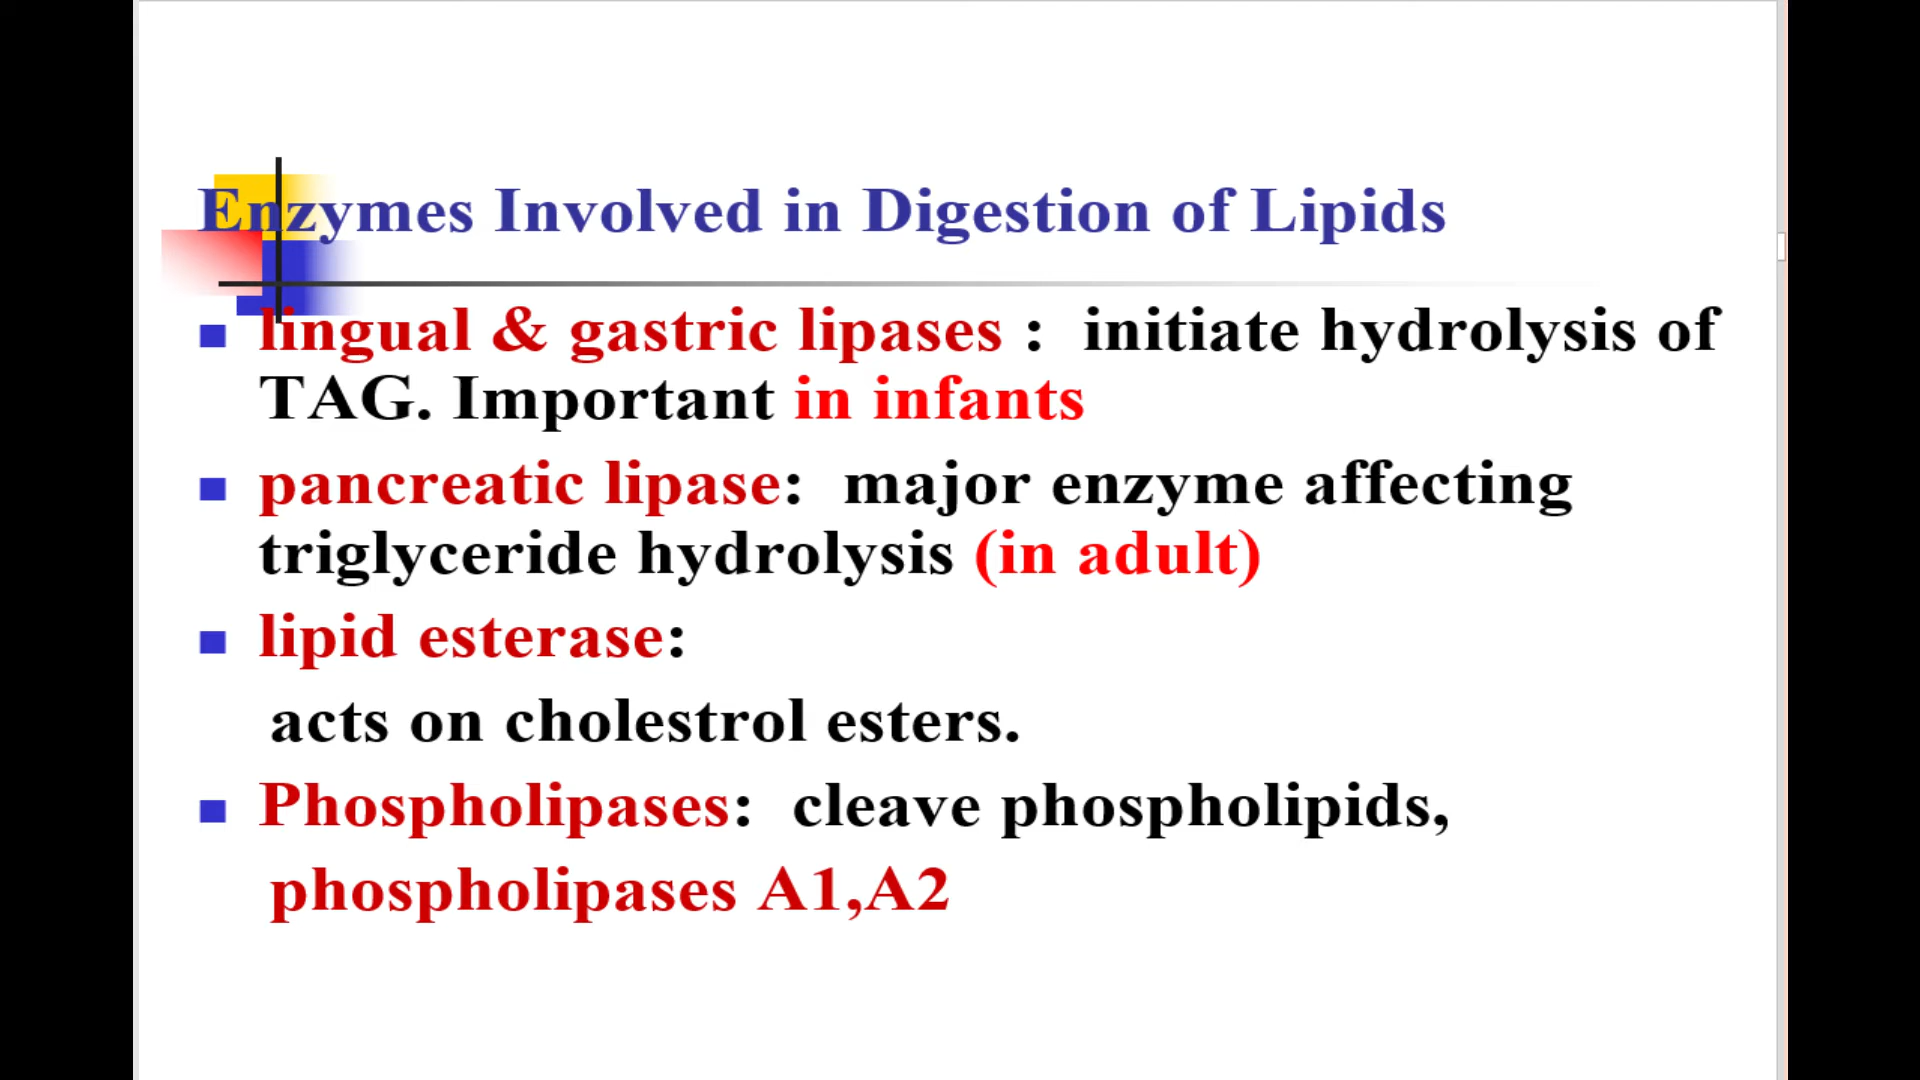 Enzymes Involved in Digestion of Lipids
lingual & gastric lipases : initiate hydrolysis of
TAG. Important in infants
pancreatic lipase: major enzyme affecting
triglyceride hydrolysis (in adult)
lipid esterase:
acts on cholestrol esters.
Phospholipases: cleave phospholipids,
phospholipases A1,A2